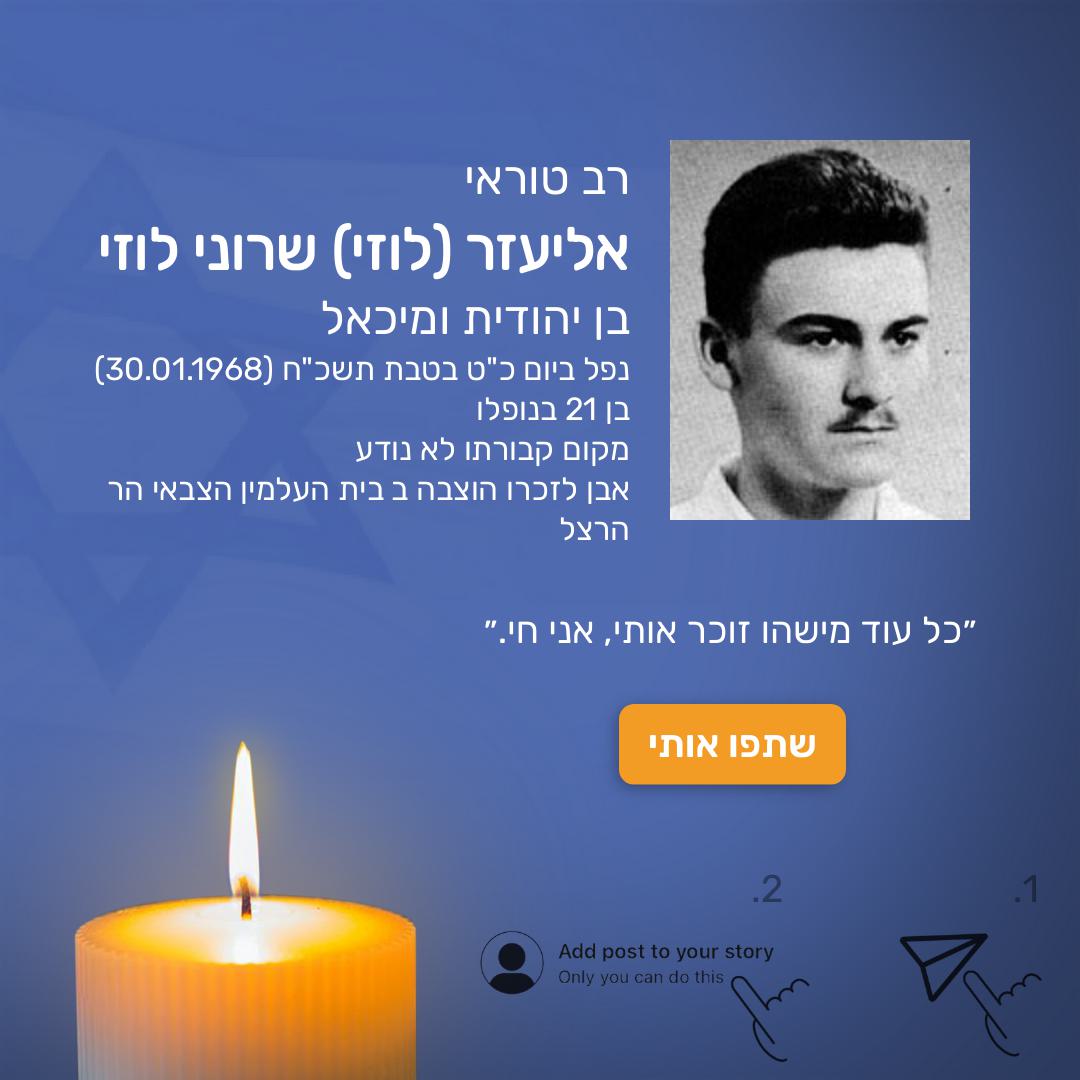 רב טוראי
אליעזר (לוזי) שרוני לוזי
בן יהודית ומיכאל
נפל ביום כ"ט בטבת תשכ"ח (30.01.1968)
בן 21 בנופלו
מקום קבורתו לא נודע
אבן לזכרו הוצבה ב בית העלמין הצבאי הר
הרצל
״כל עוד מישהו זוכר אותי, אני חי.״
שתפו אותי
1.
2.
Add post to your story
Only you can do this